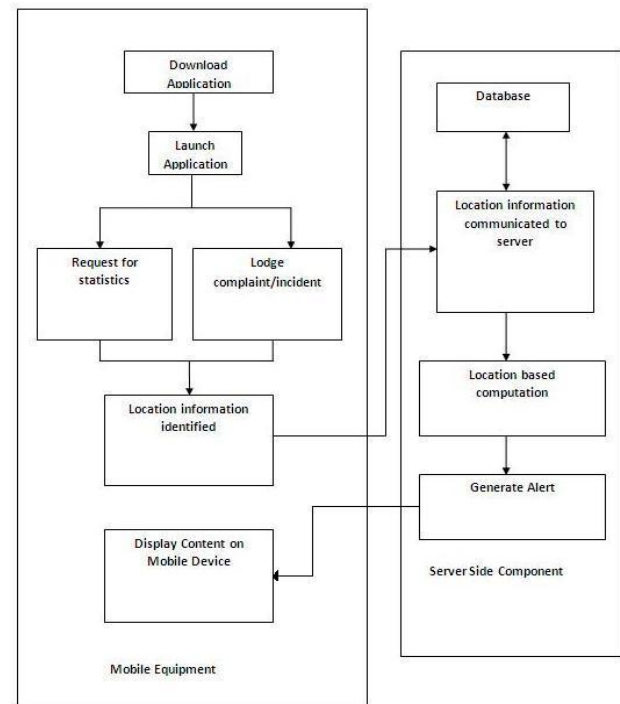 Download
Application
Launch
Application
Request for
statistics
Lodge
complaint/incident
Location information
identified
Display Content on
Mobile Device
Mobile Equipment
Database
Location information
communicated to
server
Location based
computation
Generate Alert
Server Side Component